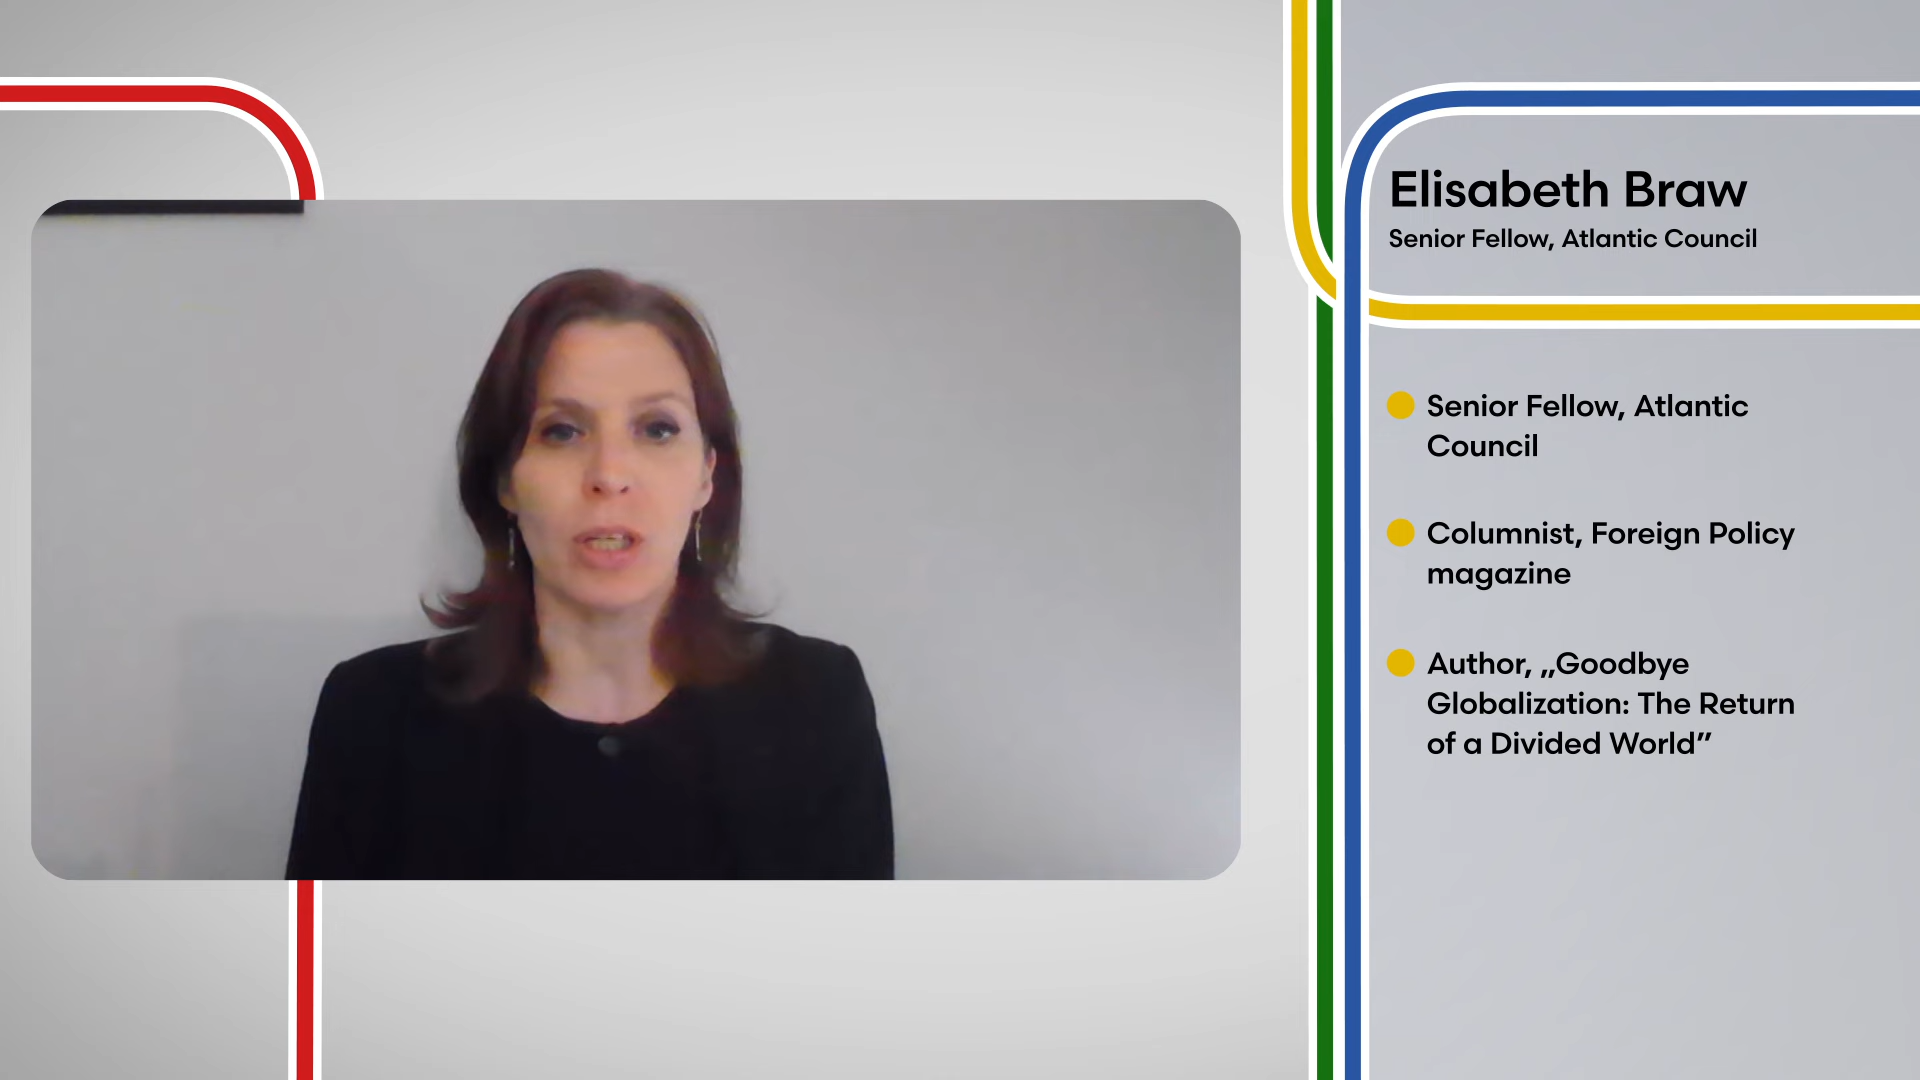 Elisabeth Braw
Senior Fellow, Atlantic Council
Senior Fellow, Atlantic
Council
Columnist, Foreign Policy
magazine
Author, „Goodbye
Globalization: The Return
of a Divided World”